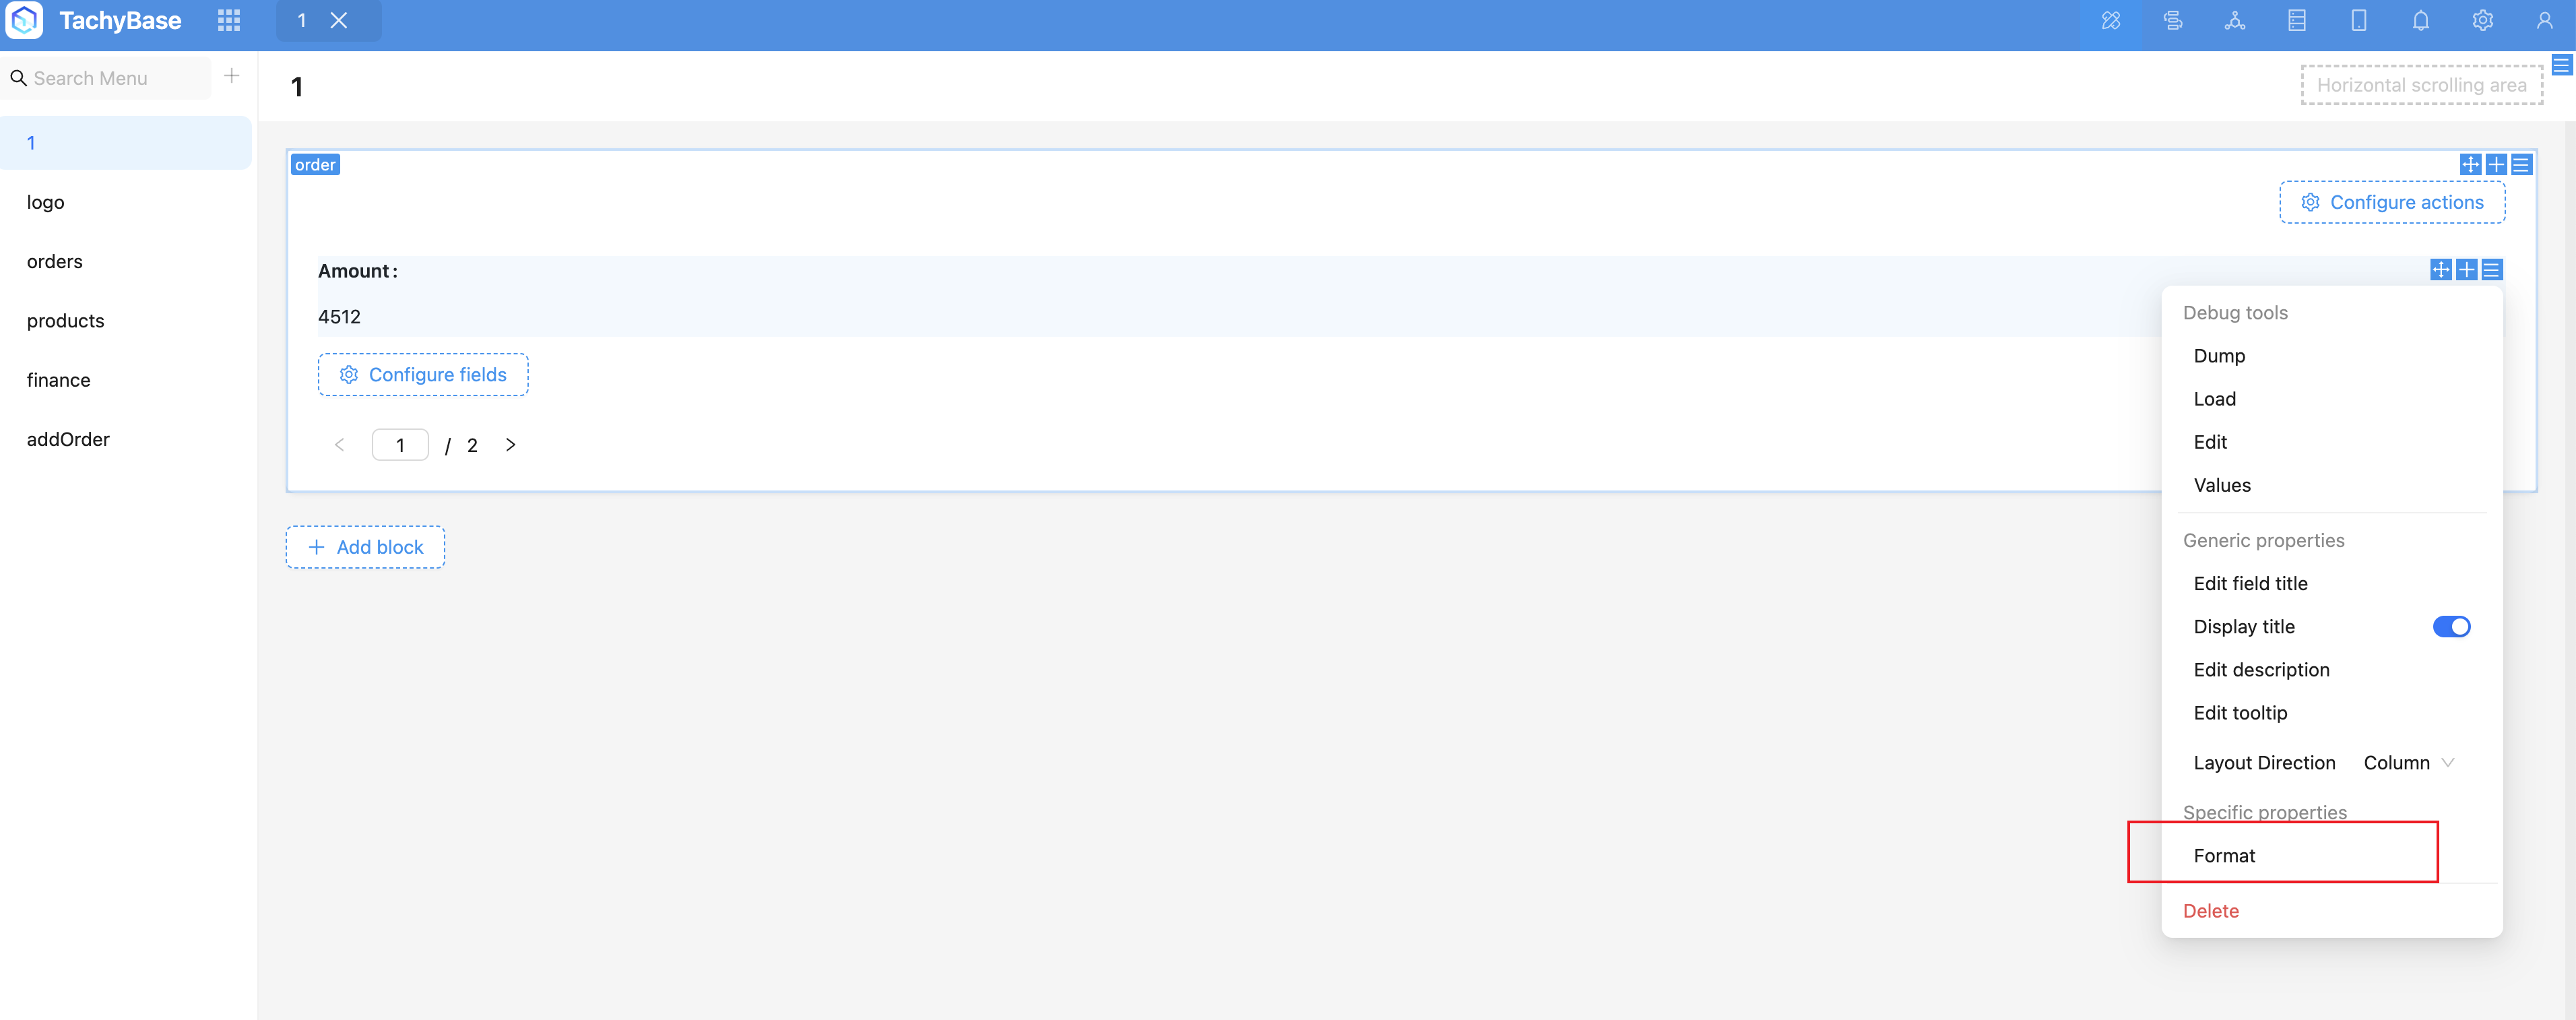 TachyBase
1
Search Menu
1
logo
orders
products
finance
addOrder
1
Horizontal scrolling area
order
Configure actions
Amount :
4512
Configure fields
1 / 2
Add block
Debug tools
Dump
Load
Edit
Values
Generic properties
Edit field title
Display title
Edit description
Edit tooltip
Layout Direction Column
Specific properties
Format
Delete